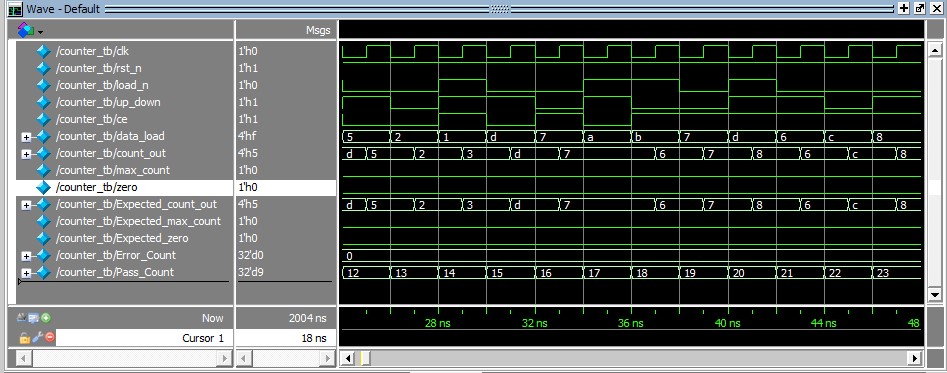 Wave - Default
Msgs
/counter_tb/clk 1'h0
/counter_tb/rst_n 1'h1
/counter_tb/load_n 1'h0
/counter_tb/up_down 1'h1
/counter_tb/ce 1'h1
/counter_tb/data_load 4'hf 5 2 1 d 7 a b 7 d 6 c 8
/counter_tb/count_out 4'h5 d 5 2 3 d 7 6 7 8 6 c 8
/counter_tb/max_count 1'h0
/counter_tb/zero 1'h0
/counter_tb/Expected_count_out 4'h5 d 5 2 3 d 7 6 7 8 6 c 8
/counter_tb/Expected_max_count 1'h0
/counter_tb/Expected_zero 1'h0
/counter_tb/Error_Count 32'd0 0
/counter_tb/Pass_Count 32'd9 12 13 14 15 16 17 18 19 20 21 22 23
Now 2004 ns 28 ns 32 ns 36 ns 40 ns 44 ns 48
Cursor 1 18 ns